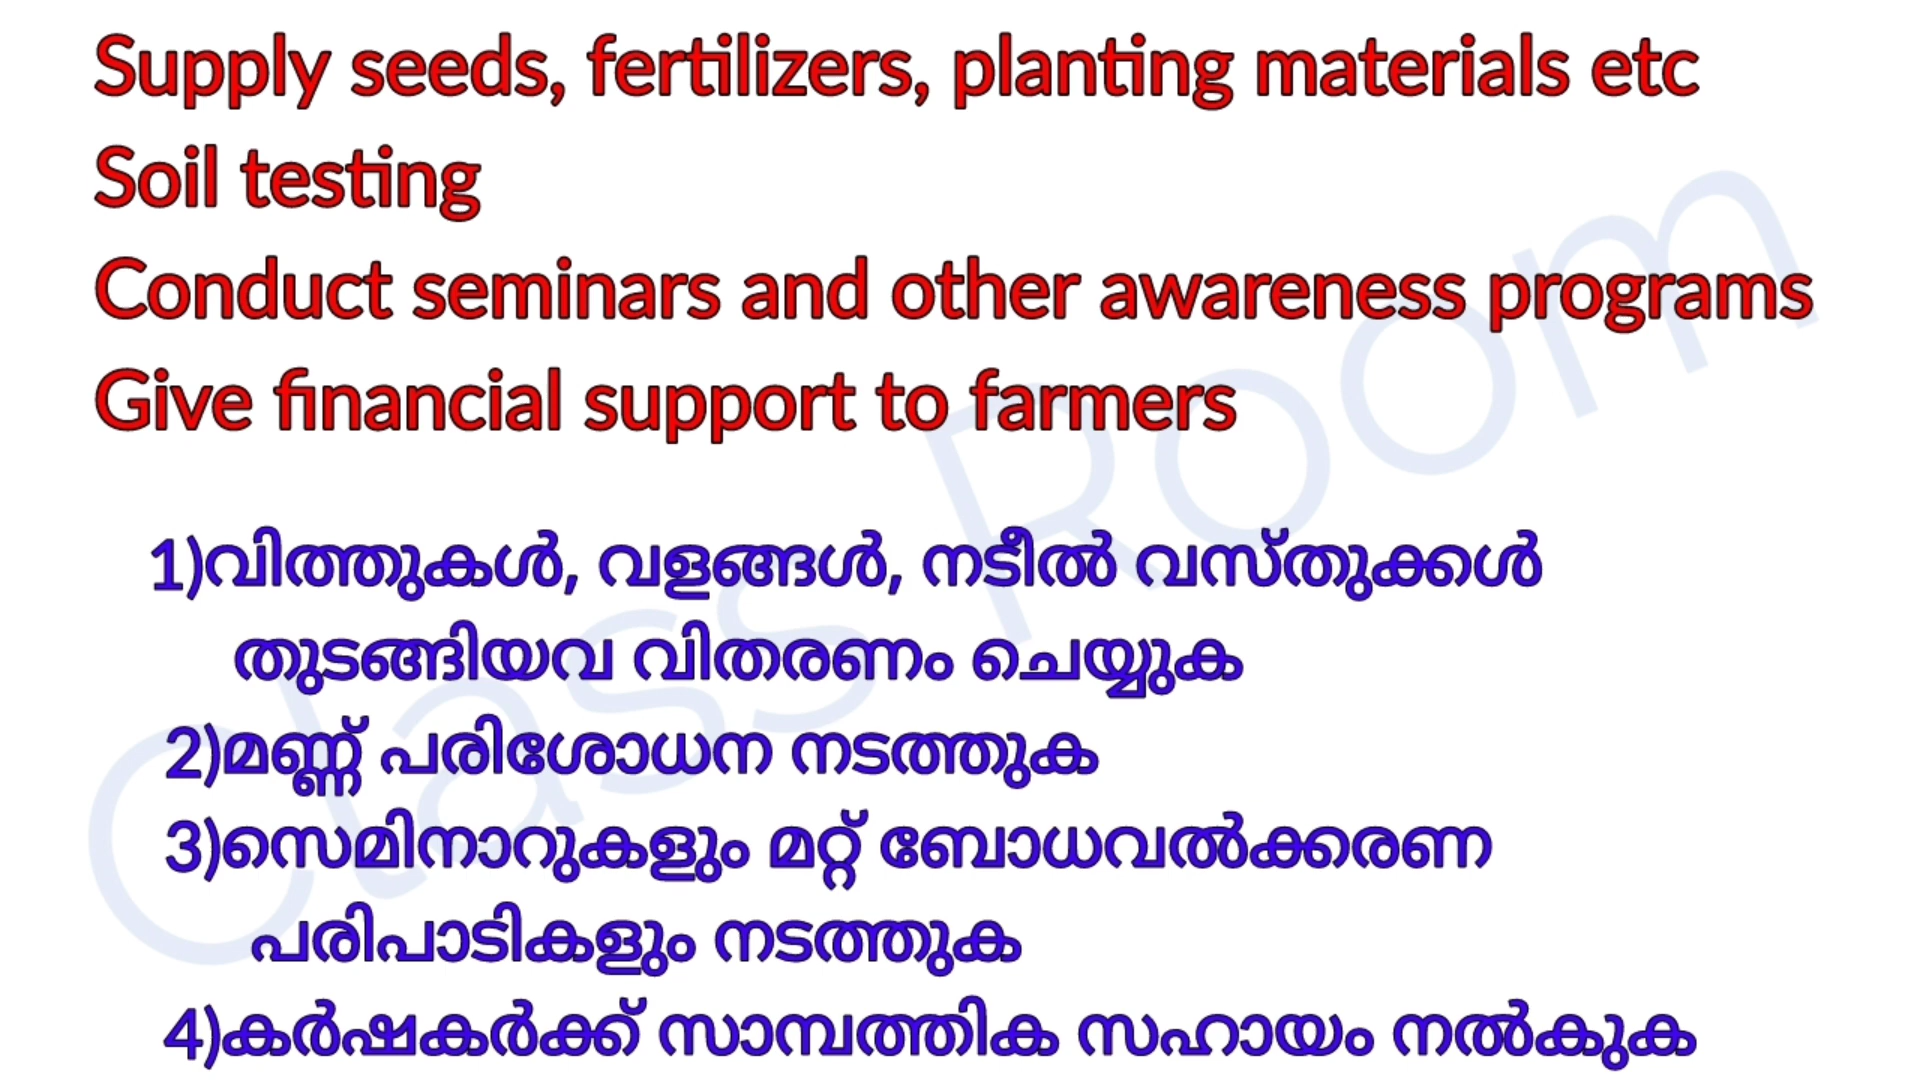 Supply seeds, fertilizers, planting materials etc
Soil testing
Conduct seminars and other awareness programs
Give financial support to farmers
1)വിത്തുകൾ, വളങ്ങൾ, നടീൽ വസ്തുക്കൾ
തുടങ്ങിയവ വിതരണം ചെയ്യുക
2)മണ്ണ് പരിശോധന നടത്തുക
3)സെമിനാറുകളും മറ്റ് ബോധവൽക്കരണ
പരിപാടികളും നടത്തുക
4)കർഷകർക്ക് സാമ്പത്തിക സഹായം നൽകുക
Class Room